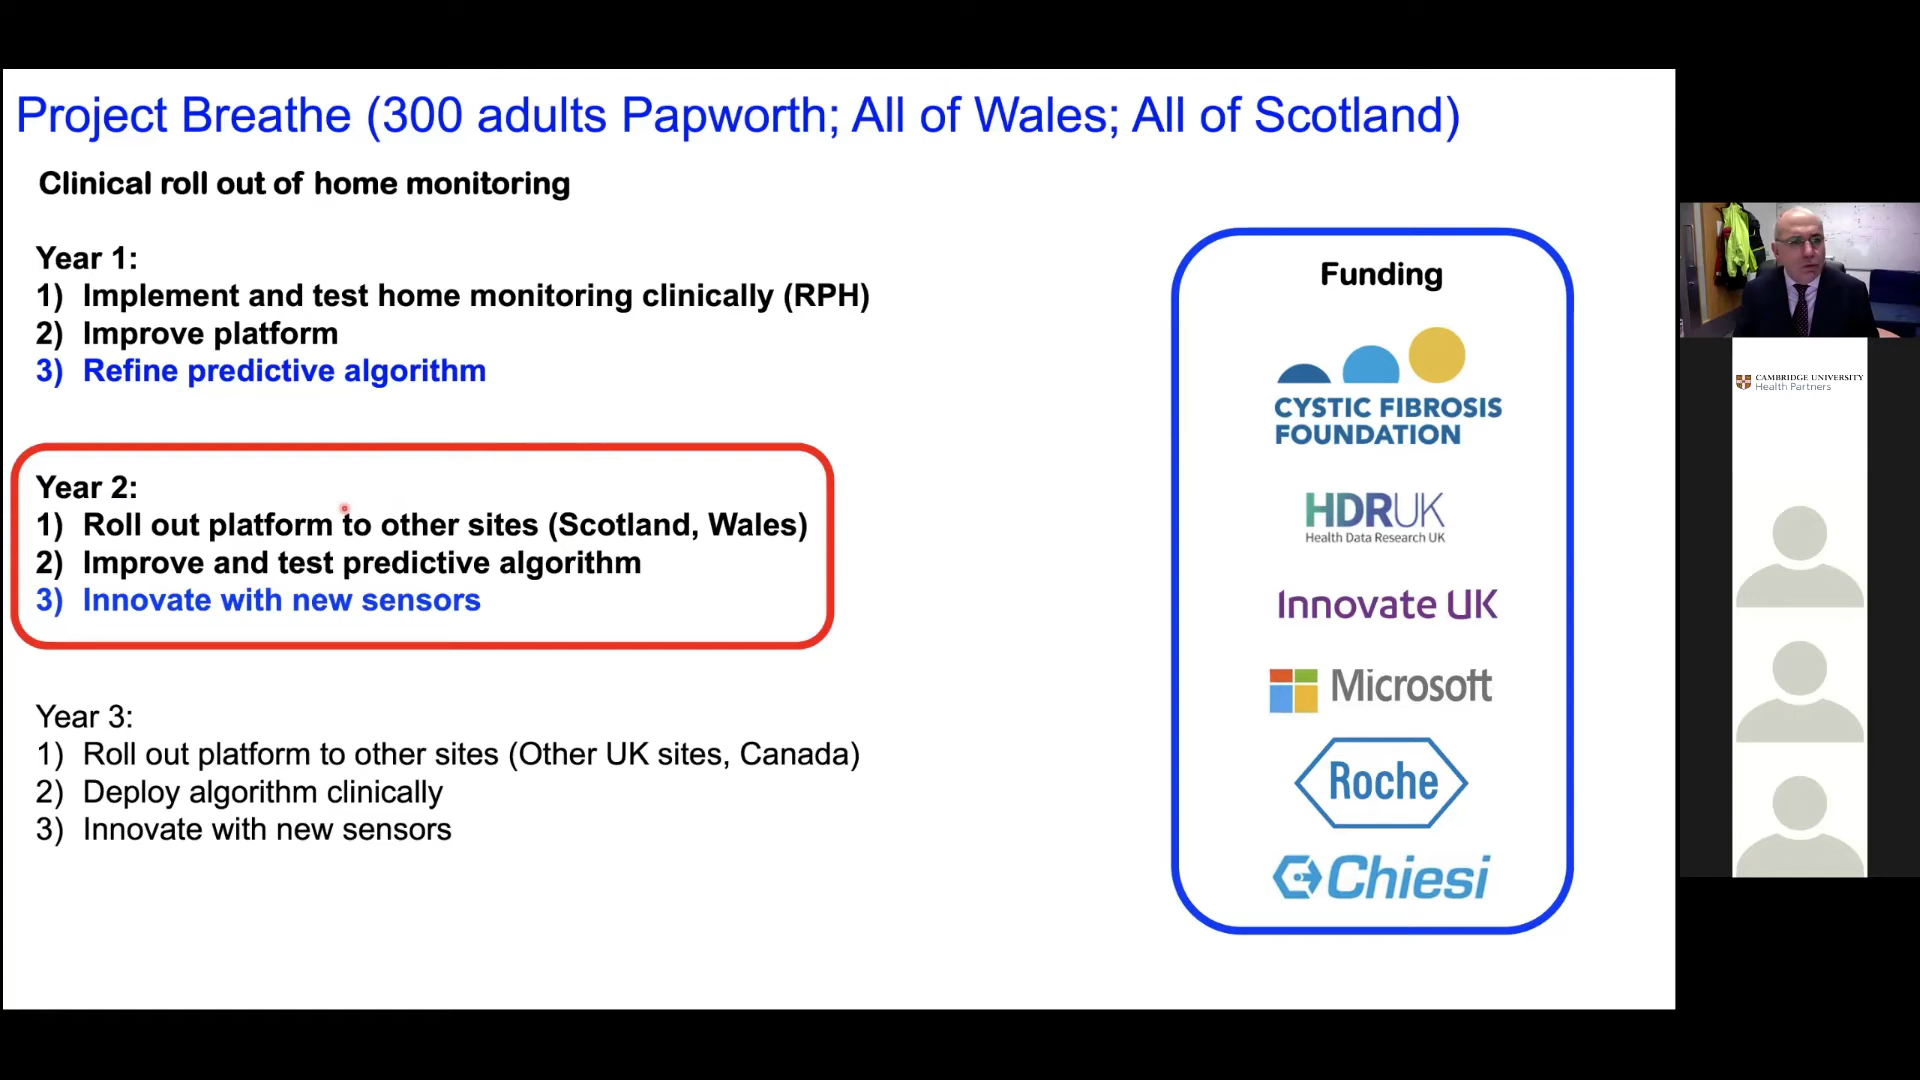 Project Breathe (300 adults Papworth; All of Wales; All of Scotland)
Clinical roll out of home monitoring
Year 1:
1) Implement and test home monitoring clinically (RPH)
2) Improve platform
3) Refine predictive algorithm
Year 2:
1) Roll out platform to other sites (Scotland, Wales)
2) Improve and test predictive algorithm
3) Innovate with new sensors
Year 3:
1) Roll out platform to other sites (Other UK sites, Canada)
2) Deploy algorithm clinically
3) Innovate with new sensors
Funding
CYSTIC FIBROSIS
FOUNDATION
HDRUK
Health Data Research UK
Innovate UK
Microsoft
Roche
Chiesi
CAMBRIDGE UNIVERSITY
Health Partners